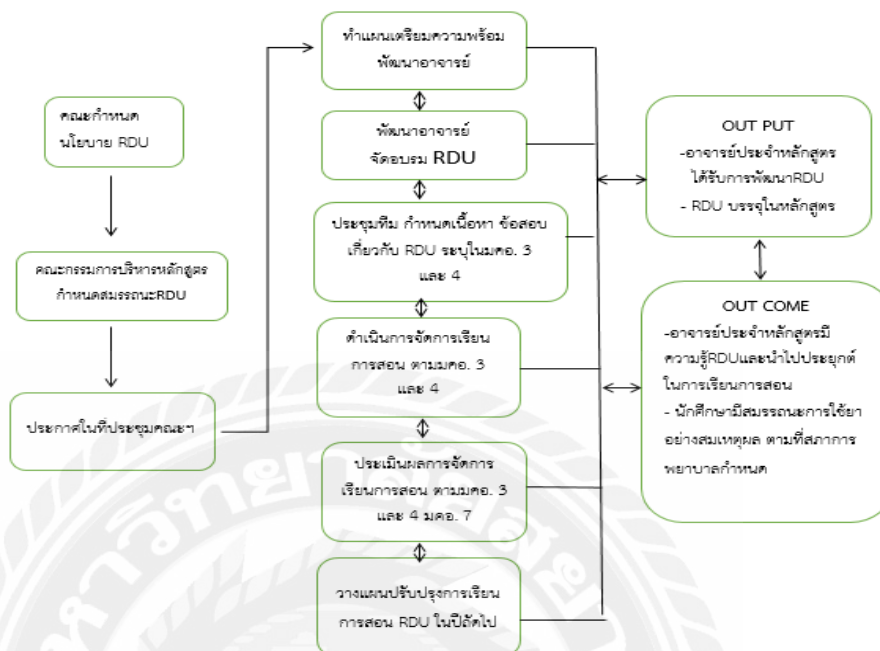 คณะกำหนด
นโยบาย RDU
คณะกรรมการบริหารหลักสูตร
กำหนดสมรรถนะRDU
ประกาศในที่ประชุมคณะฯ
ทำแผนเตรียมความพร้อม
พัฒนาอาจารย์
พัฒนาอาจารย์
จัดอบรม RDU
ประชุมทีม กำหนดเนื้อหา ข้อสอบ
เกี่ยวกับ RDU ระบุในมคอ. 3
และ 4
ดำเนินการจัดการเรียน
การสอน ตามมคอ. 3
และ 4
ประเมินผลการจัดการ
เรียนการสอน ตามมคอ. 3
และ 4 มคอ. 7
วางแผนปรับปรุงการเรียน
การสอน RDU ในปีถัดไป
OUT PUT
-อาจารย์ประจำหลักสูตร
ได้รับการพัฒนาRDU
- RDU บรรจุในหลักสูตร
OUT COME
-อาจารย์ประจำหลักสูตรมี
ความรู้RDUและนำไปประยุกต์
ในการเรียนการสอน
- นักศึกษามีสมรรถนะการใช้ยา
อย่างสมเหตุผล ตามที่สภาการ
พยาบาลกำหนด